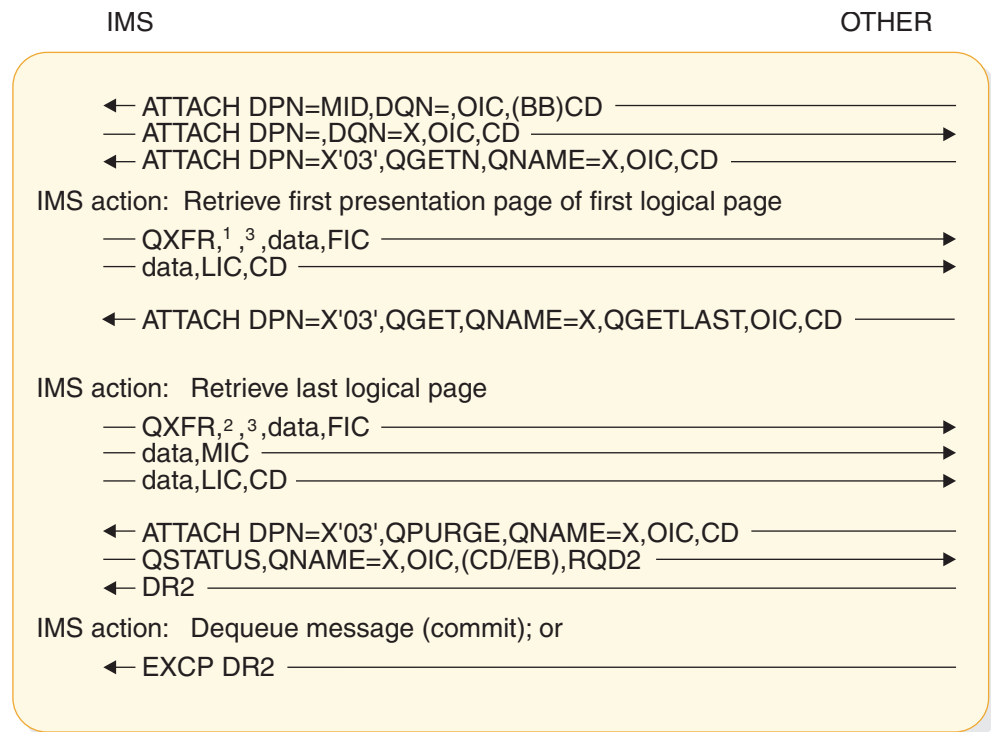 IMS OTHER
ATTACH DPN=MID,DQN=,OIC,(BB)CD
ATTACH DPN=,DQN=X,OIC,CD
ATTACH DPN=X'03',QGETN,QNAME=X,OIC,CD
IMS action: Retrieve first presentation page of first logical page
QXFR,¹ ,³ ,data,FIC
data,LIC,CD
ATTACH DPN=X'03',QGET,QNAME=X,QGETLAST,OIC,CD
IMS action: Retrieve last logical page
QXFR,² ,³ ,data,FIC
data,MIC
data,LIC,CD
ATTACH DPN=X'03',QPURGE,QNAME=X,OIC,CD
QSTATUS,QNAME=X,OIC,(CD/EB),RQD2
DR2
IMS action: Dequeue message (commit); or
EXCP DR2